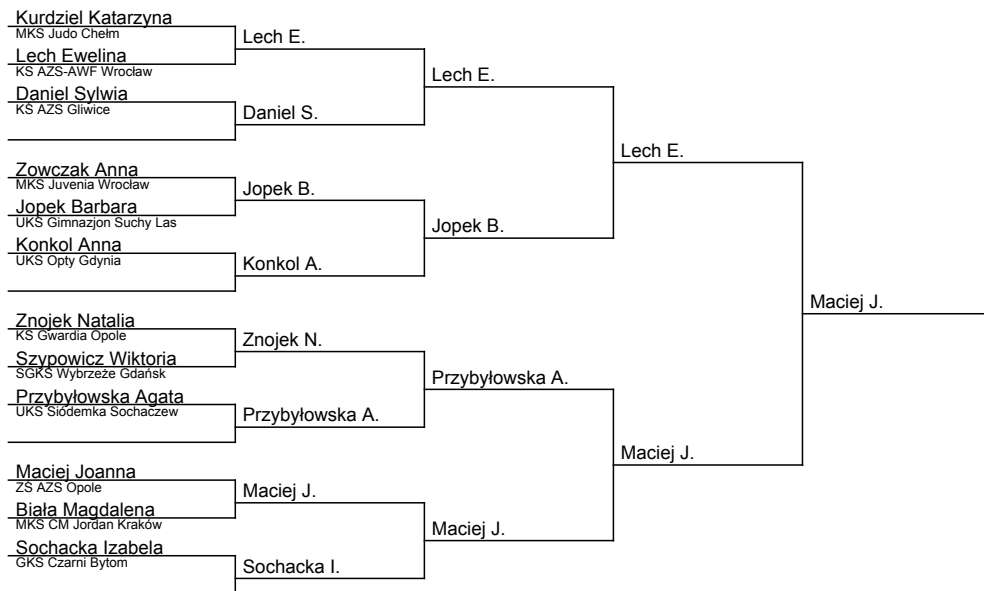 Kurdziel Katarzyna
MKS Judo Chełm
Lech Ewelina
KS AZS-AWF Wrocław
Daniel Sylwia
KŚ AZS Gliwice
Zowczak Anna
MKS Juvenia Wrocław
Jopek Barbara
UKS Gimnazjon Suchy Las
Konkol Anna
UKS Opty Gdynia
Znojek Natalia
KS Gwardia Opole
Szypowicz Wiktoria
SGKS Wybrzeże Gdańsk
Przybyłowska Agata
UKS Siódemka Sochaczew
Maciej Joanna
ZŚ AZS Opole
Biała Magdalena
MKS CM Jordan Kraków
Sochacka Izabela
GKS Czarni Bytom
Lech E.
Daniel S.
Jopek B.
Konkol A.
Znojek N.
Przybyłowska A.
Maciej J.
Sochacka I.
Lech E.
Jopek B.
Przybyłowska A.
Maciej J.
Lech E.
Maciej J.
Maciej J.